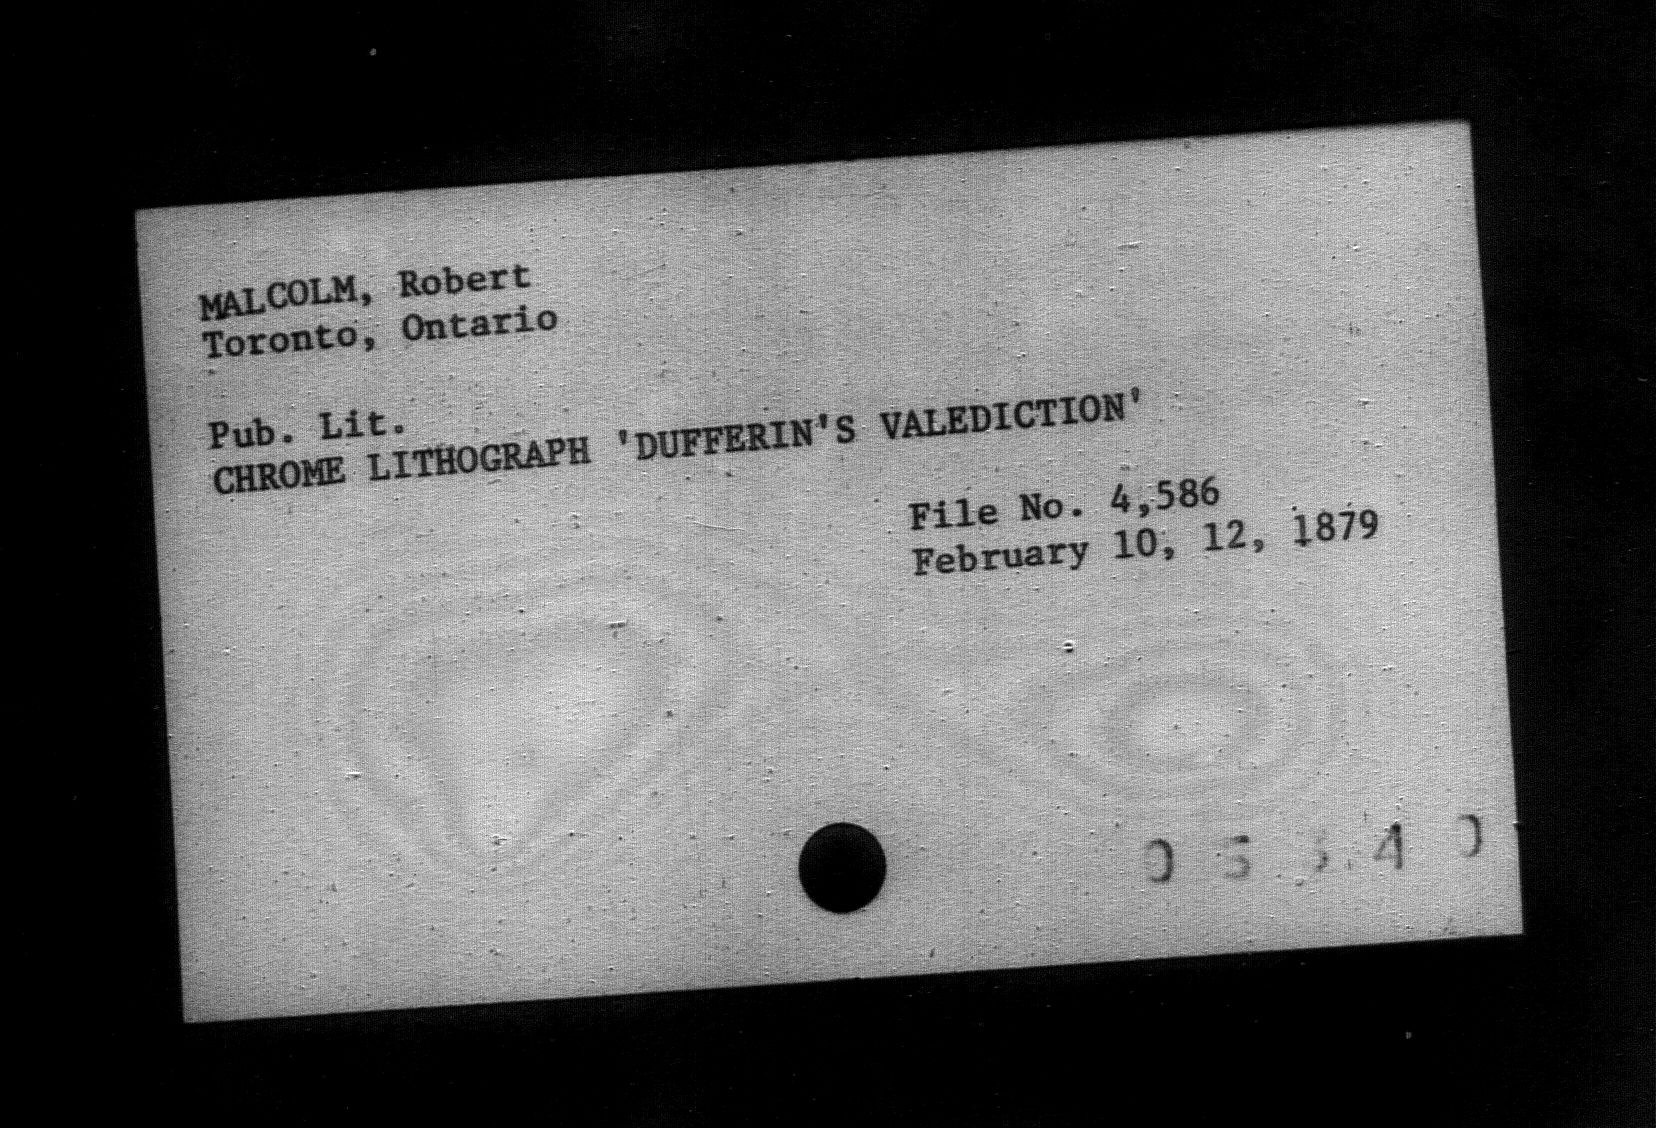 MALCOLM, Robert
Toronto, Ontario
Pub. Lit.
CHROME LITHOGRAPH 'DUFFERIN'S VALEDICTION'
File No. 4,586
February 10, 12, 1879